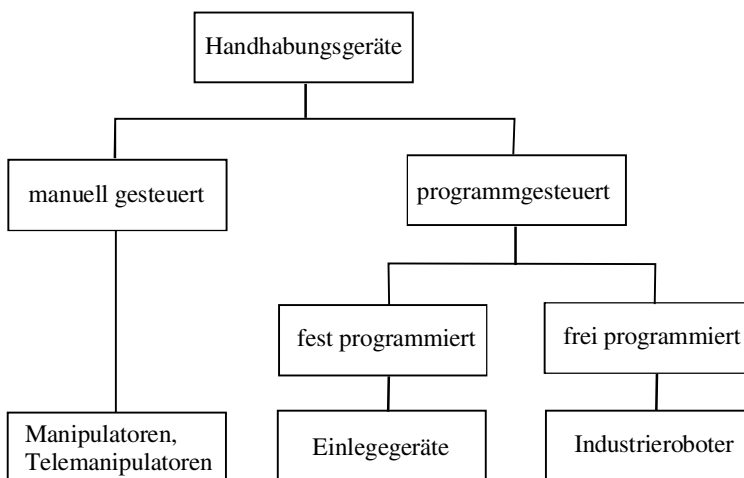 Handhabungsgeräte
manuell gesteuert
programmgesteuert
fest programmiert
frei programmiert
Manipulatoren,
Telemanipulatoren
Einlegegeräte
Industrieroboter